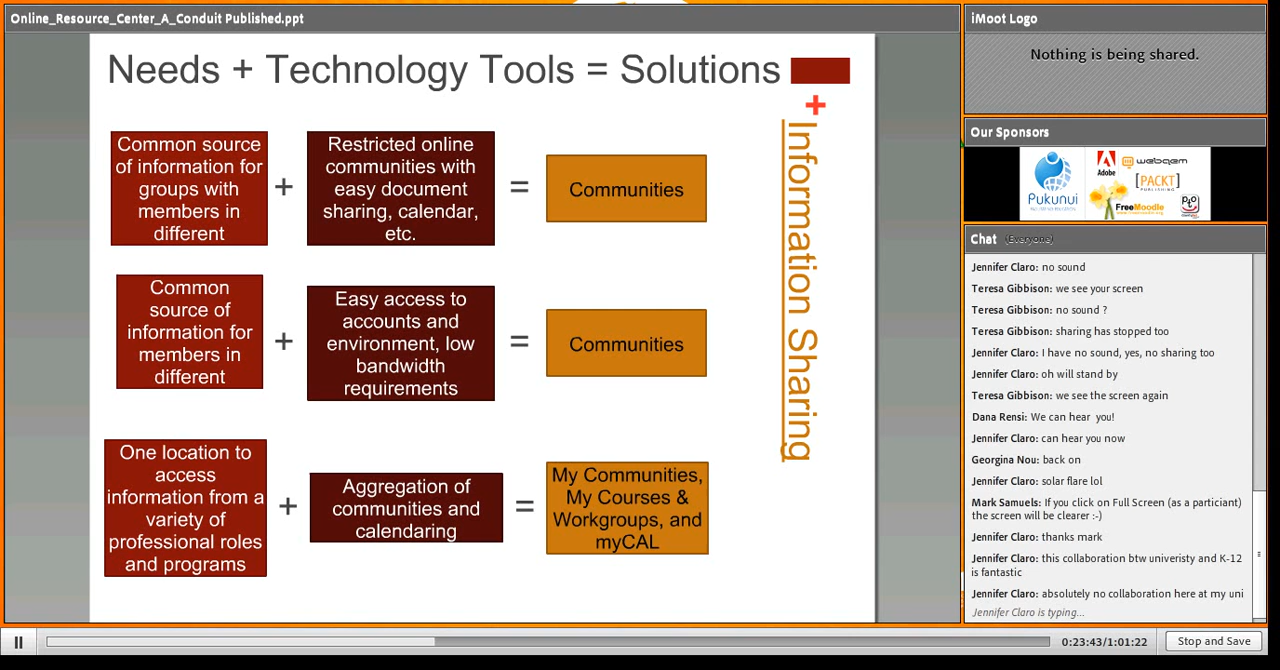 Online_Resource_Center_A_Conduit Published.ppt
Needs + Technology Tools = Solutions
+
Information Sharing
Common source
of information for
groups with
members in
different
+
Restricted online
communities with
easy document
sharing, calendar,
etc.
=
Communities
Common
source of
information for
members in
different
+
Easy access to
accounts and
environment, low
bandwidth
requirements
=
Communities
One location to
access
information from a
variety of
professional roles
and programs
+
Aggregation of
communities and
calendaring
=
My Communities,
My Courses &
Workgroups, and
myCAL
iMoot Logo
Nothing is being shared.
Our Sponsors
Pukunui
Adobe
webqem
[PACKT]
PUBLISHING
FreeMoodle
Chat (Everyone)
Jennifer Claro: no sound
Teresa Gibbison: we see your screen
Teresa Gibbison: no sound ?
Teresa Gibbison: sharing has stopped too
Jennifer Claro: I have no sound, yes, no sharing too
Jennifer Claro: oh will stand by
Teresa Gibbison: we see the screen again
Dana Rensi: We can hear you!
Jennifer Claro: can hear you now
Georgina Nou: back on
Jennifer Claro: solar flare lol
Mark Samuels: If you click on Full Screen (as a particiant)
the screen will be clearer :-)
Jennifer Claro: thanks mark
Jennifer Claro: this collaboration btw univeristy and K-12
is fantastic
Jennifer Claro: absolutely no collaboration here at my uni
Jennifer Claro is typing...
0:23:43/1:01:22
Stop and Save